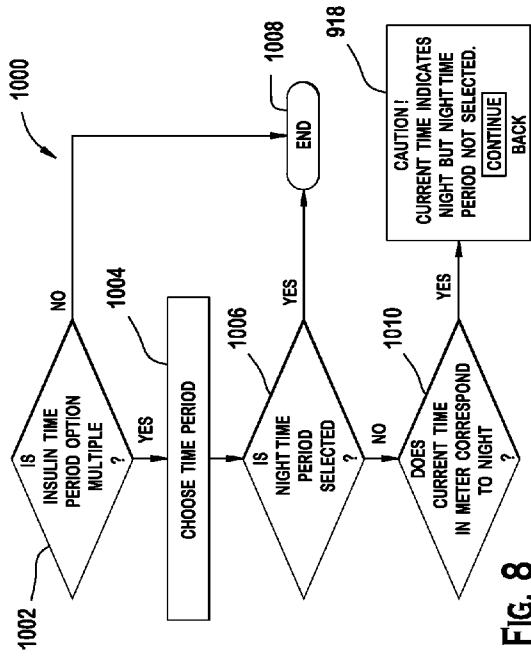 1000
1002
IS
INSULIN TIME
PERIOD OPTION
MULTIPLE
?
NO
YES
1004
CHOOSE TIME PERIOD
1006
IS
NIGHT TIME
PERIOD
SELECTED
?
YES
1008
END
NO
1010
DOES
CURRENT TIME
IN METER CORRESPOND
TO NIGHT
?
YES
918
CAUTION!
CURRENT TIME INDICATES
NIGHT BUT NIGHT TIME
PERIOD NOT SELECTED.
CONTINUE
BACK
FIG. 8